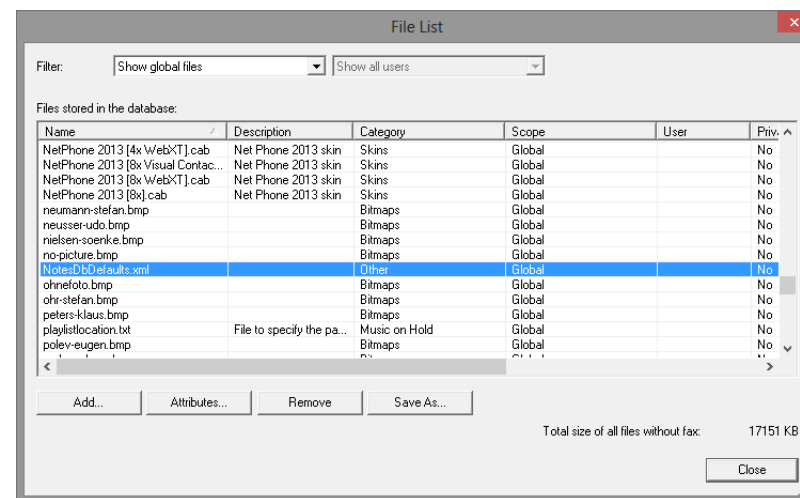 File List
Filter: Show global files Show all users
Files stored in the database:
Name Description Category Scope User Priv.
NetPhone 2013 [4x WebXT].cab Net Phone 2013 skin Skins Global No
NetPhone 2013 [8x Visual Contac... Net Phone 2013 skin Skins Global No
NetPhone 2013 [8x WebXT].cab Net Phone 2013 skin Skins Global No
NetPhone 2013 [8x].cab Net Phone 2013 skin Skins Global No
neumann-stefan.bmp Bitmaps Global No
neusser-udo.bmp Bitmaps Global No
nielsen-soenke.bmp Bitmaps Global No
no-picture.bmp Bitmaps Global No
NotesDbDefaults.xml Other Global No
ohnefoto.bmp Bitmaps Global No
ohr-stefan.bmp Bitmaps Global No
peters-klaus.bmp Bitmaps Global No
playlistlocation.txt File to specify the pa... Music on Hold Global No
polev-eugen.bmp Bitmaps Global No
Add... Attributes... Remove Save As...
Total size of all files without fax: 17151 KB
Close